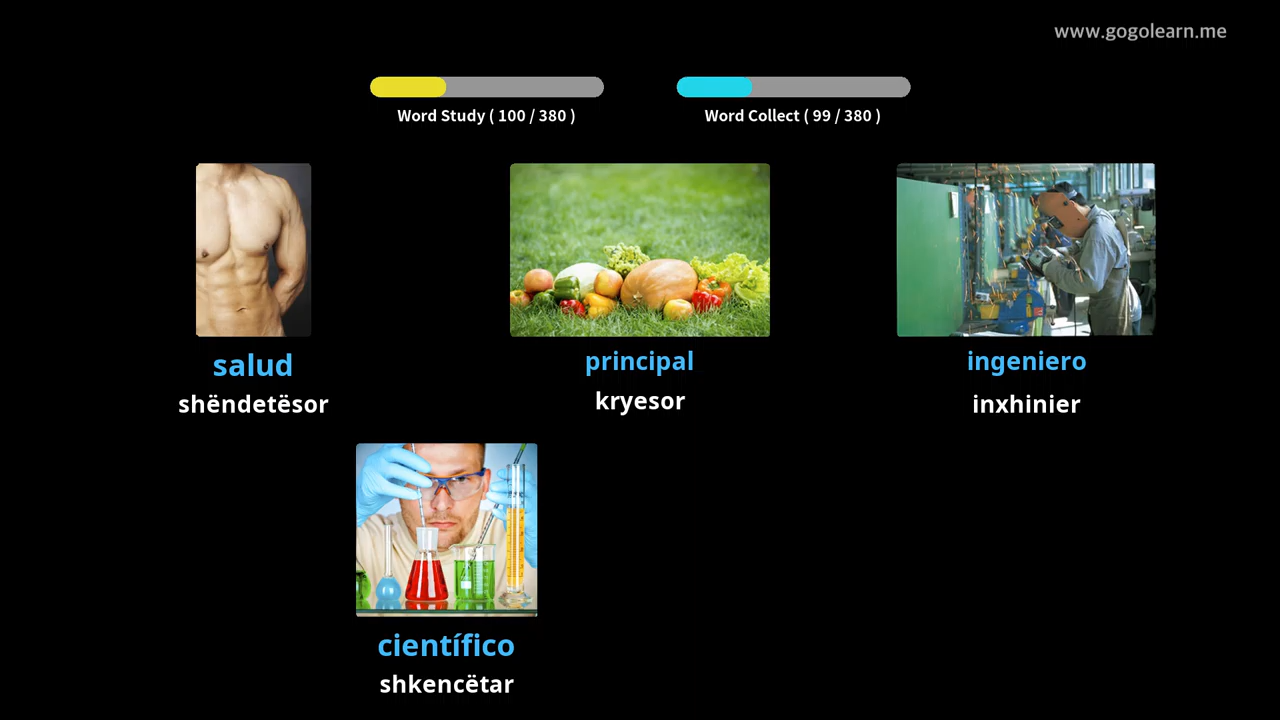 www.gogolearn.me
Word Study ( 100 / 380 )
Word Collect ( 99 / 380 )
salud
shëndetësor
principal
kryesor
ingeniero
inxhinier
científico
shkencëtar